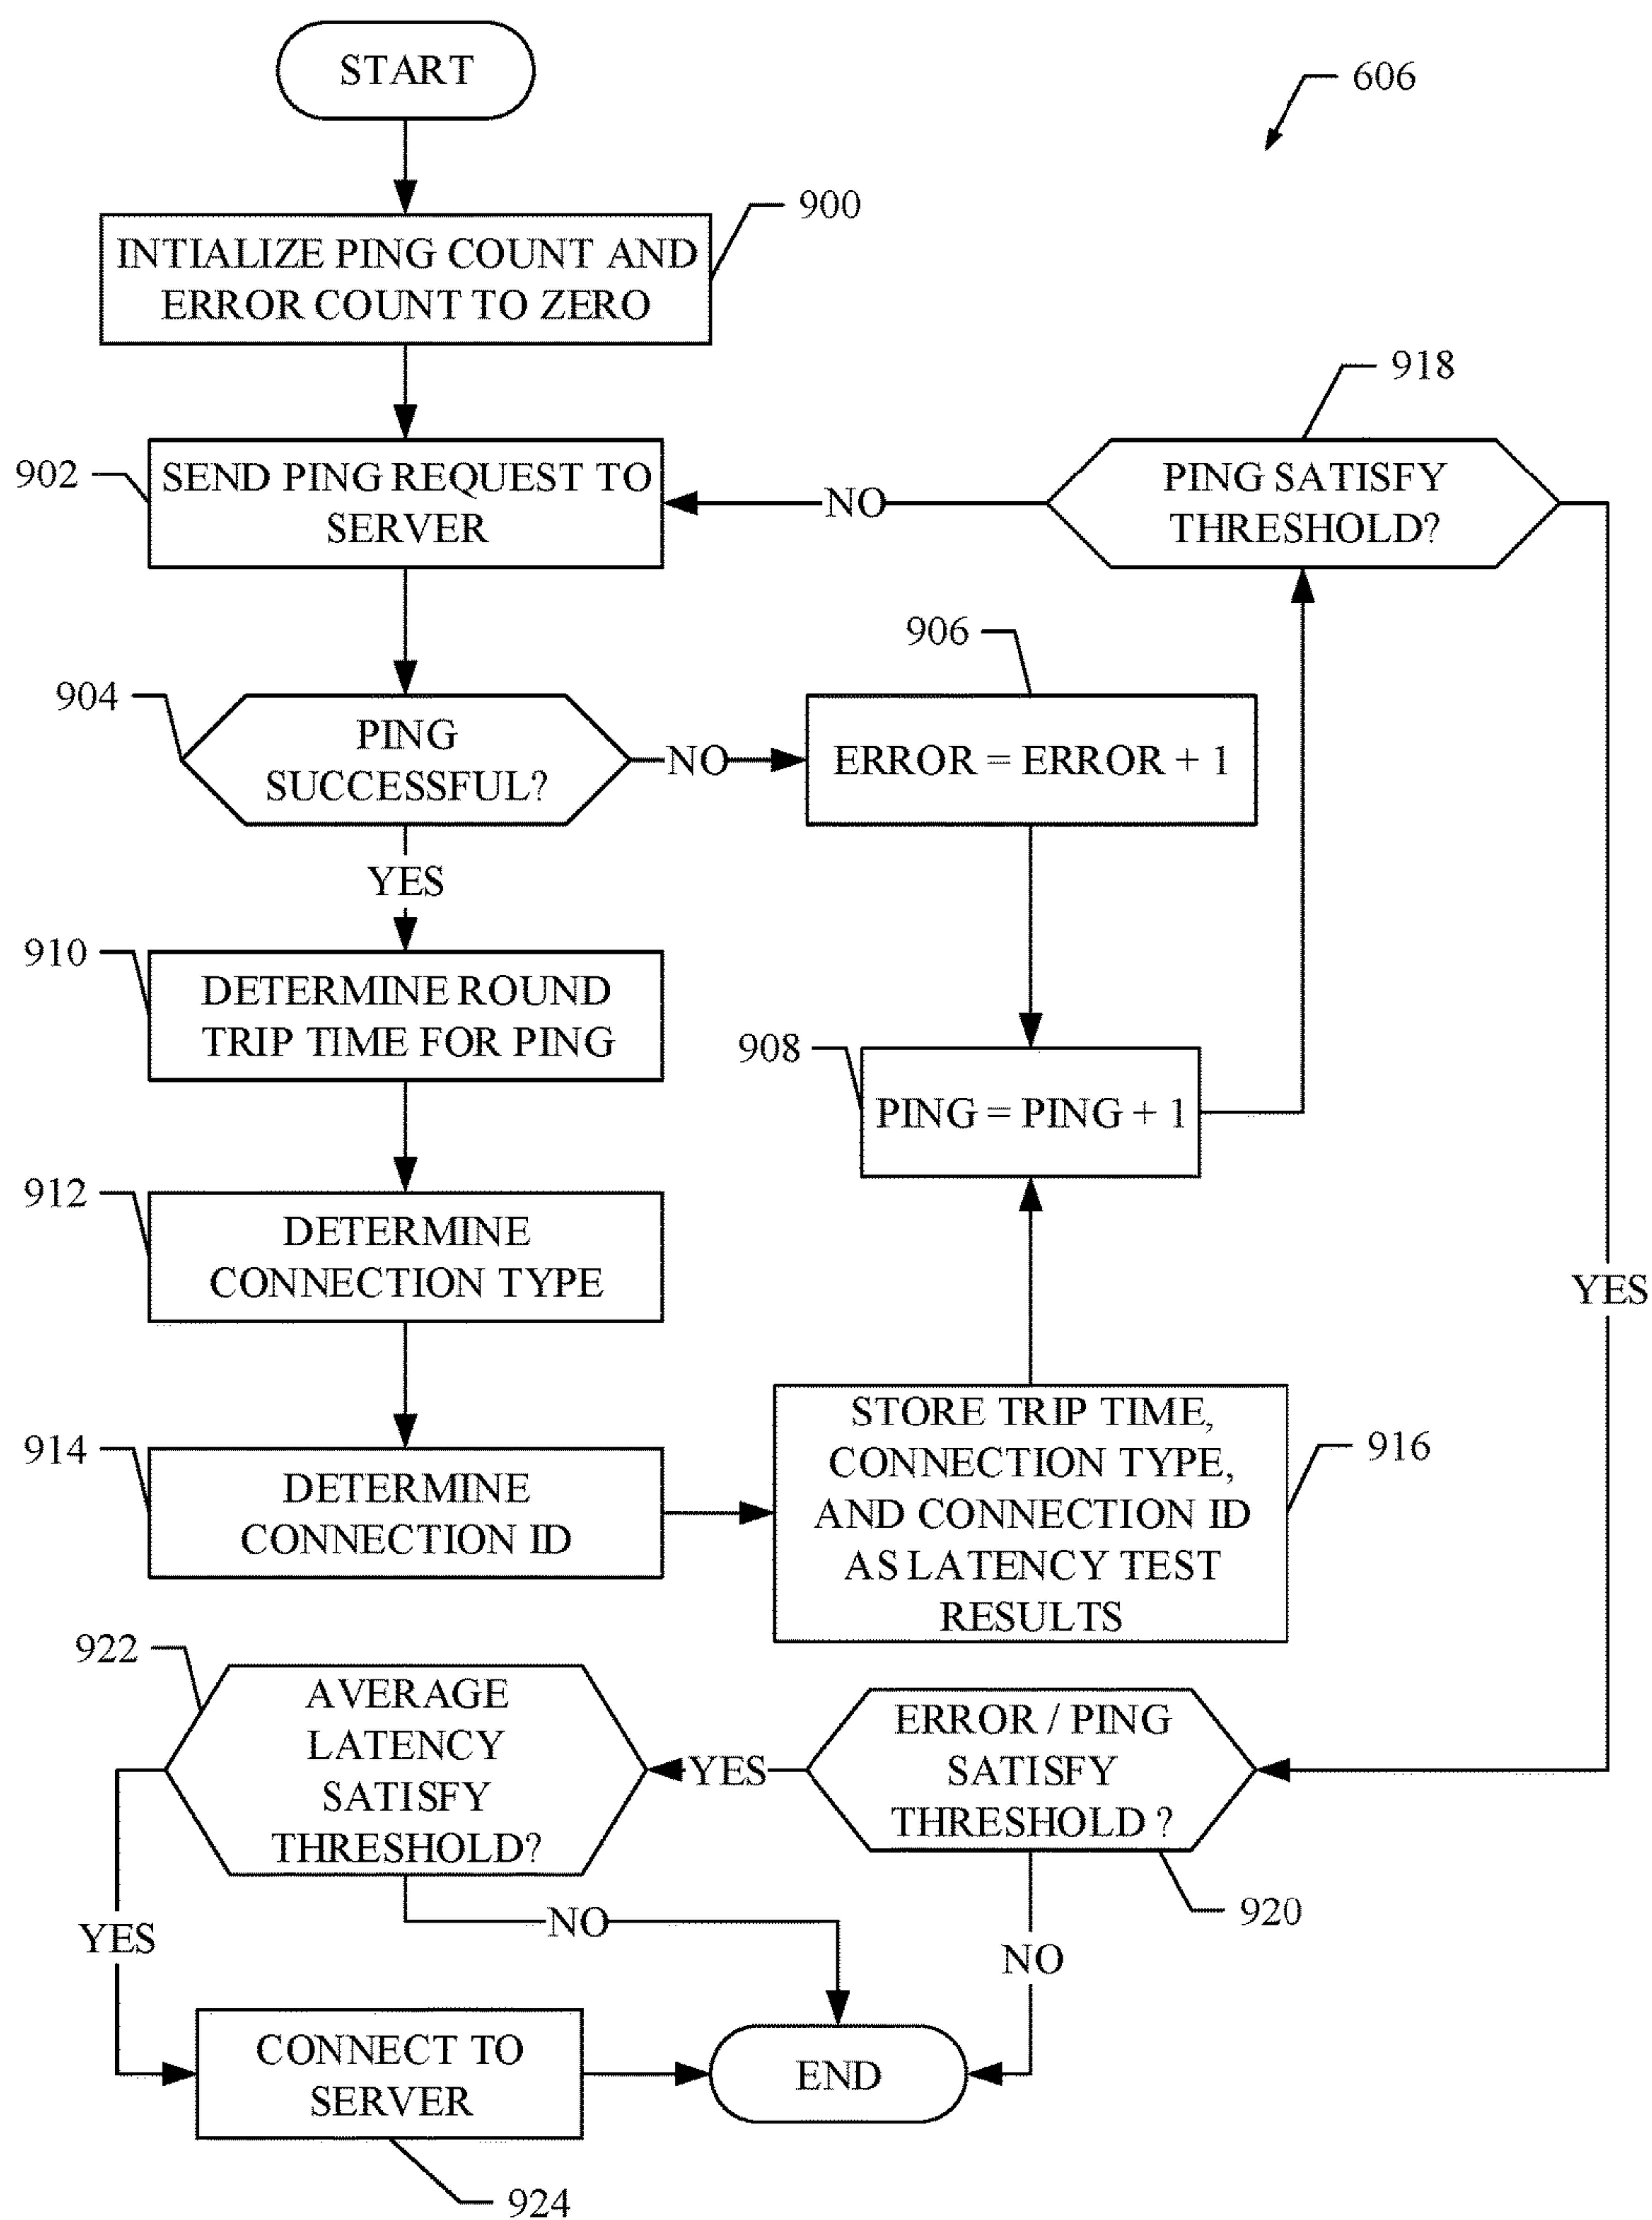 START
606
900
INTIALIZE PING COUNT AND
ERROR COUNT TO ZERO
918
902
SEND PING REQUEST TO
SERVER
NO
PING SATISFY
THRESHOLD?
906
904
PING
SUCCESSFUL?
NO
ERROR = ERROR + 1
YES
910
DETERMINE ROUND
TRIP TIME FOR PING
908
PING = PING + 1
912
DETERMINE
CONNECTION TYPE
YES
914
DETERMINE
CONNECTION ID
STORE TRIP TIME,
CONNECTION TYPE,
AND CONNECTION ID
AS LATENCY TEST
RESULTS
916
922
AVERAGE
LATENCY
SATISFY
THRESHOLD?
YES
ERROR / PING
SATISFY
THRESHOLD ?
920
YES
NO
NO
CONNECT TO
SERVER
END
924